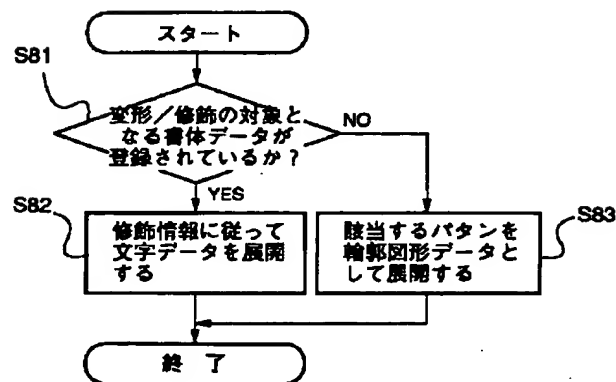 スタート
S81
変形／修飾の対象と
なる書体データが
登録されているか？
NO
YES
S82
修飾情報に従って
文字データを展開
する
該当するパタンを
輪郭図形データと
して展開する
S83
終了